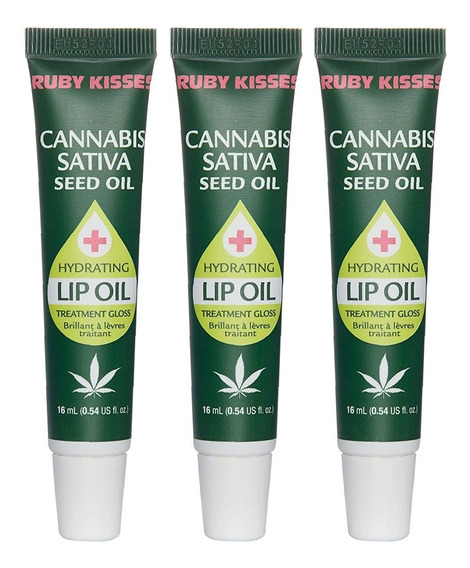 EU52E01
RUBY KISSES
CANNABIS
SATIVA
SEED OIL
HYDRATING
LIP OIL
TREATMENT GLOSS
Brillant à lèvres
traitant
16 mL (0.54 US fl. oz.)
EU52E01
RUBY KISSES
CANNABIS
SATIVA
SEED OIL
HYDRATING
LIP OIL
TREATMENT GLOSS
Brillant à lèvres
traitant
16 mL (0.54 US fl. oz.)
EU52E01
RUBY KISSES
CANNABIS
SATIVA
SEED OIL
HYDRATING
LIP OIL
TREATMENT GLOSS
Brillant à lèvres
traitant
16 mL (0.54 US fl. oz.)